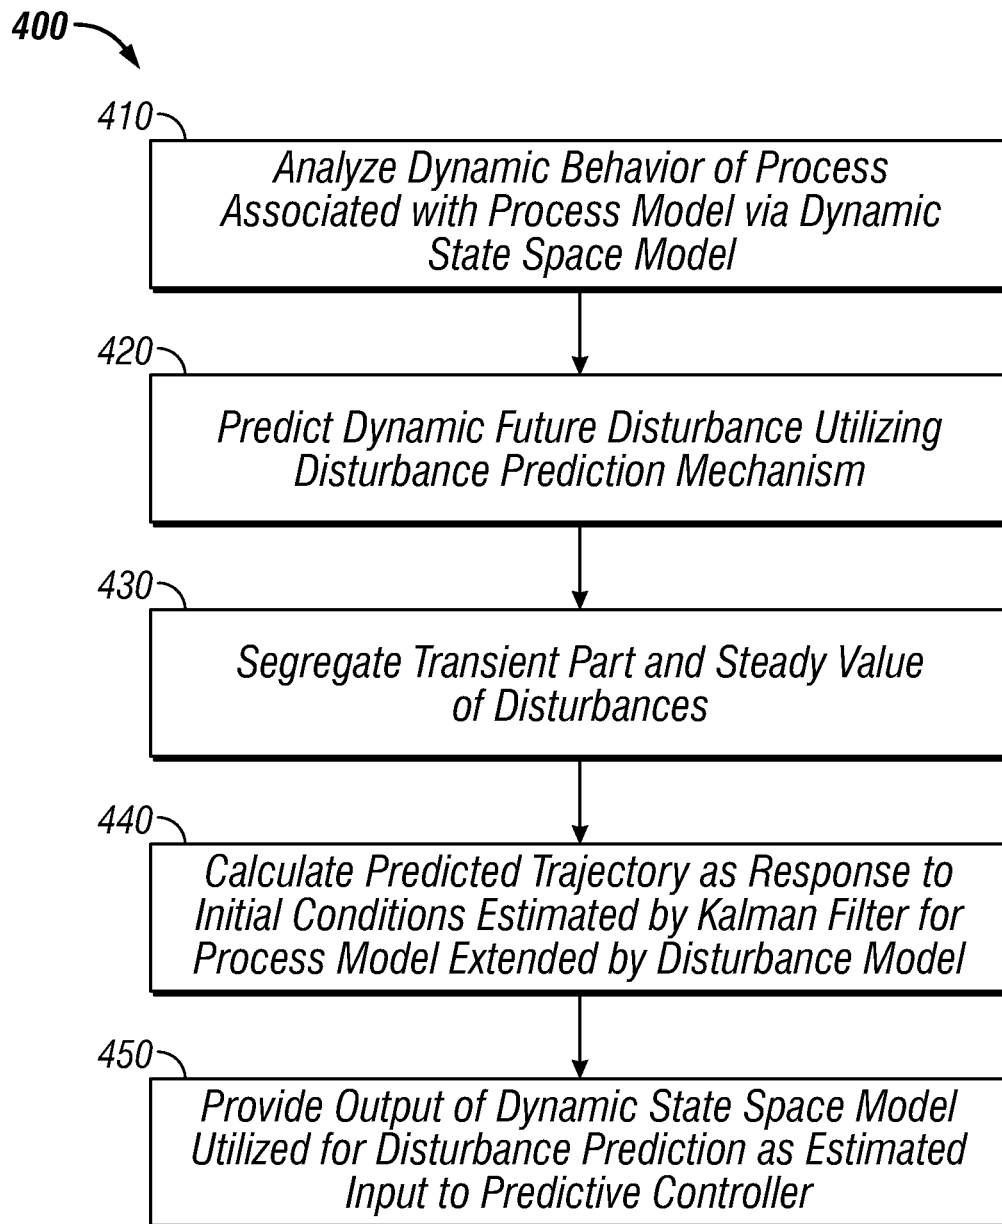 400
410
Analyze Dynamic Behavior of Process
Associated with Process Model via Dynamic
State Space Model
420
Predict Dynamic Future Disturbance Utilizing
Disturbance Prediction Mechanism
430
Segregate Transient Part and Steady Value
of Disturbances
440
Calculate Predicted Trajectory as Response to
Initial Conditions Estimated by Kalman Filter for
Process Model Extended by Disturbance Model
450
Provide Output of Dynamic State Space Model
Utilized for Disturbance Prediction as Estimated
Input to Predictive Controller